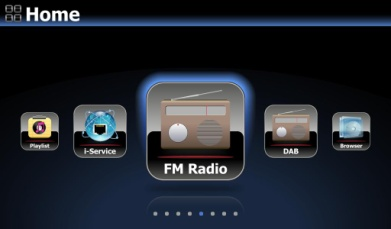 Home
Playlist
i-Service
FM Radio
DAB
Browser